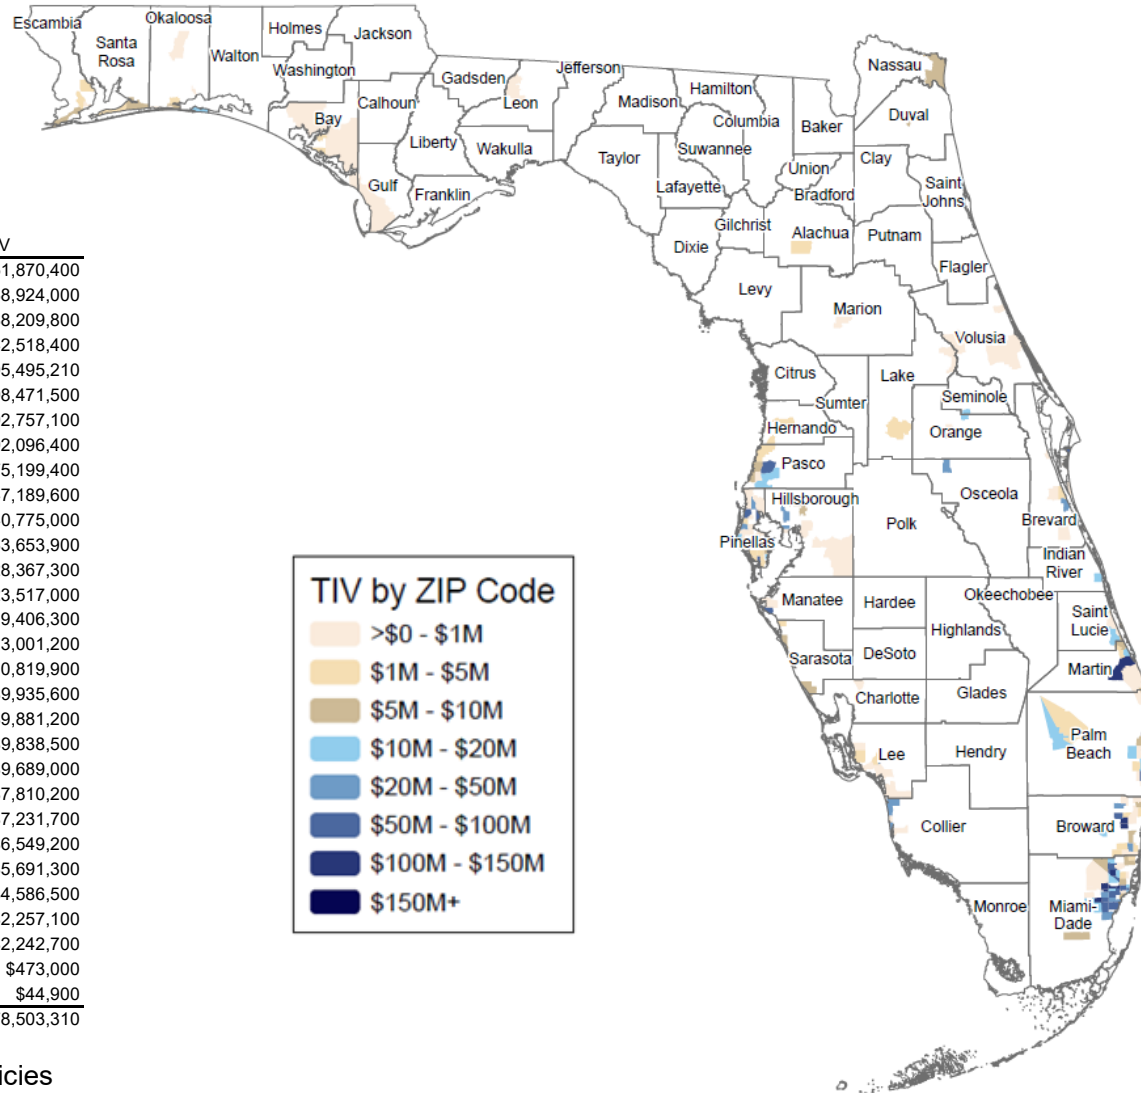 V
1,870,400
8,924,000
8,209,800
2,518,400
5,495,210
8,471,500
2,757,100
2,096,400
5,199,400
7,189,600
0,775,000
3,653,900
8,367,300
3,517,000
9,406,300
3,001,200
0,819,900
9,935,600
9,881,200
9,838,500
9,689,000
7,810,200
7,231,700
6,549,200
5,691,300
4,586,500
2,257,100
2,242,700
$473,000
$44,900
8,503,310
icies
TIV by ZIP Code
>$0 - $1M
$1M - $5M
$5M - $10M
$10M - $20M
$20M - $50M
$50M - $100M
$100M - $150M
$150M+
Escambia
Santa
Rosa
Okaloosa
Walton
Holmes
Jackson
Washington
Bay
Calhoun
Gulf
Liberty
Gadsden
Leon
Wakulla
Franklin
Jefferson
Madison
Taylor
Hamilton
Columbia
Suwannee
Lafayette
Dixie
Gilchrist
Levy
Baker
Union
Bradford
Alachua
Nassau
Duval
Clay
Saint
Johns
Putnam
Flagler
Marion
Volusia
Citrus
Lake
Sumter
Seminole
Hernando
Orange
Pasco
Hillsborough
Pinellas
Polk
Osceola
Brevard
Indian
River
Manatee
Hardee
Okeechobee
Highlands
Saint
Lucie
Sarasota
DeSoto
Martin
Charlotte
Glades
Lee
Hendry
Palm
Beach
Collier
Broward
Monroe
Miami-
Dade